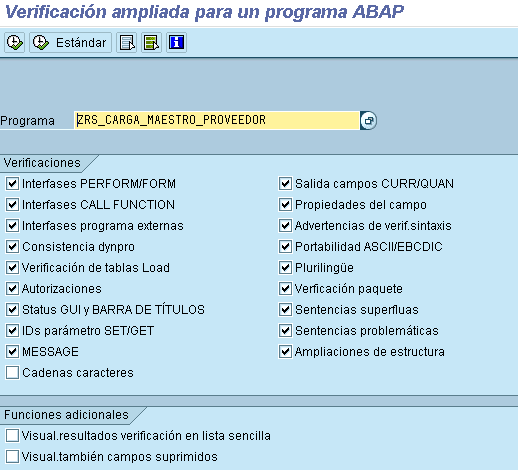 Verificación ampliada para un programa ABAP
Estándar
Programa ZRS_CARGA_MAESTRO_PROVEEDOR
Verificaciones
Interfases PERFORM/FORM Salida campos CURR/QUAN
Interfases CALL FUNCTION Propiedades del campo
Interfases programa externas Advertencias de verif.sintaxis
Consistencia dynpro Portabilidad ASCII/EBCDIC
Verificación de tablas Load Plurilingüe
Autorizaciones Verficación paquete
Status GUI y BARRA DE TÍTULOS Sentencias superfluas
IDs parámetro SET/GET Sentencias problemáticas
MESSAGE Ampliaciones de estructura
Cadenas caracteres
Funciones adicionales
Visual.resultados verificación en lista sencilla
Visual.también campos suprimidos